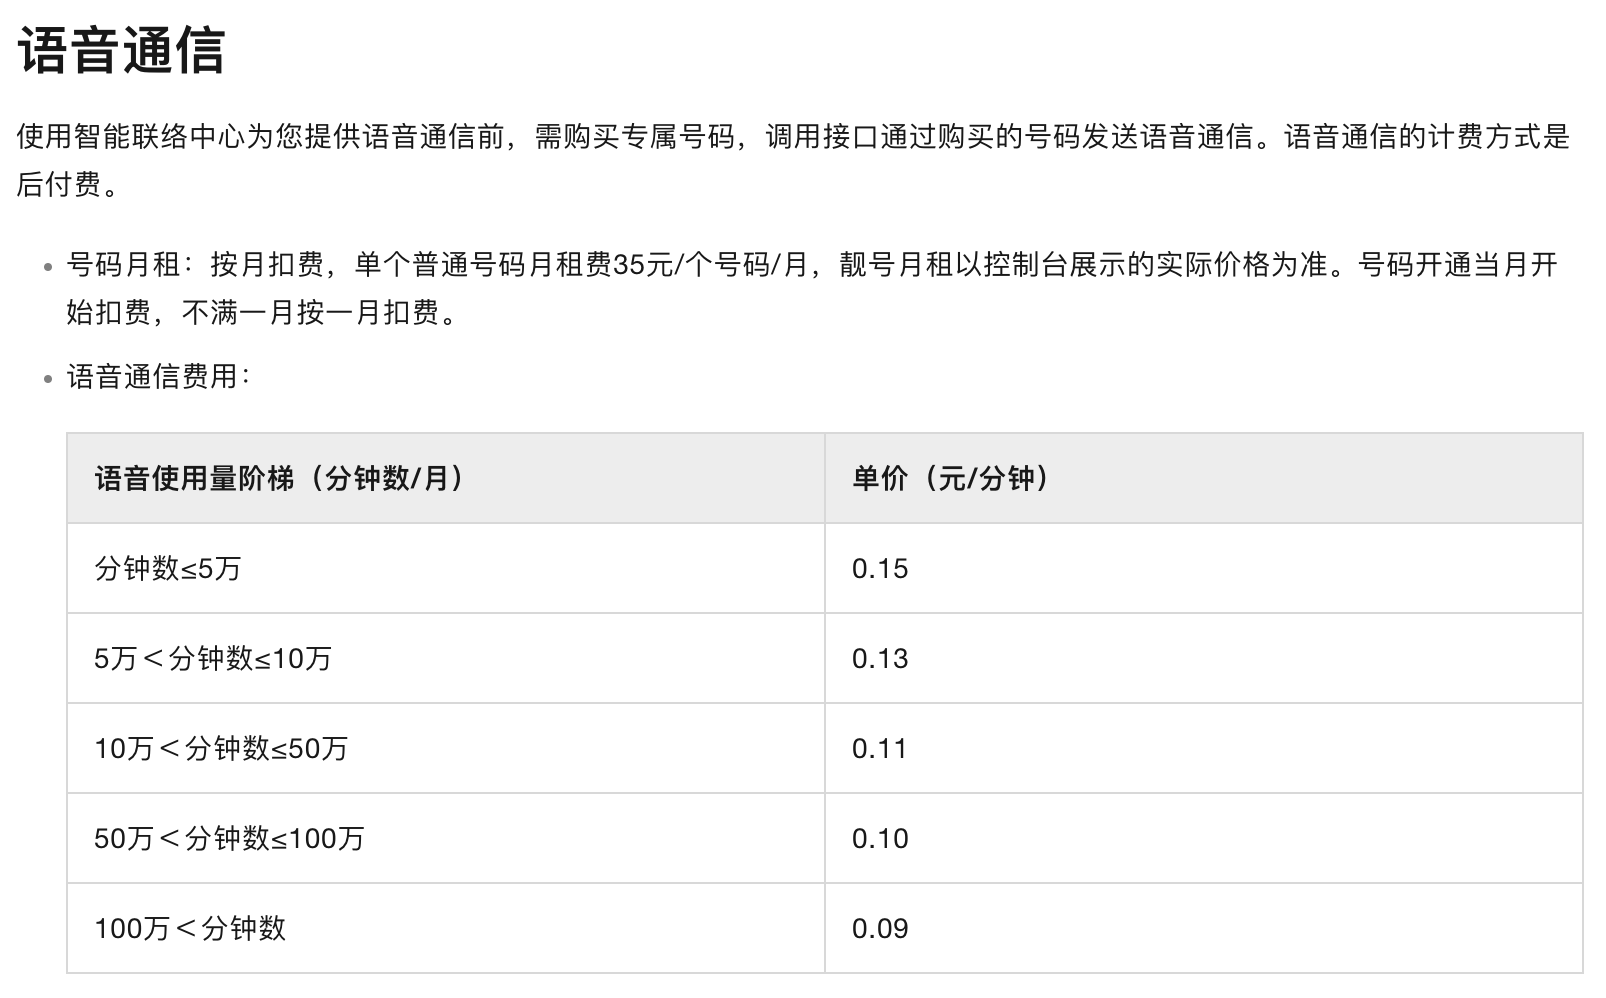 语音通信
使用智能联络中心为您提供语音通信前，需购买专属号码，调用接口通过购买的号码发送语音通信。语音通信的计费方式是
后付费。
号码月租：按月扣费，单个普通号码月租费35元/个号码/月，靓号月租以控制台展示的实际价格为准。号码开通当月开
始扣费，不满一月按一月扣费。
语音通信费用：
语音使用量阶梯（分钟数/月） 单价（元/分钟）
分钟数≤5万 0.15
5万＜分钟数≤10万 0.13
10万＜分钟数≤50万 0.11
50万＜分钟数≤100万 0.10
100万＜分钟数 0.09